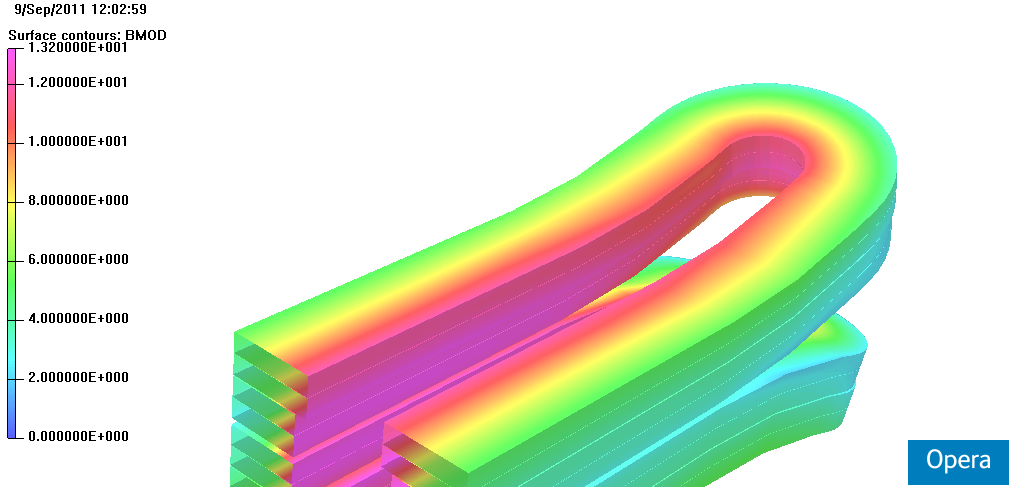 9/Sep/2011 12:02:59
Surface contours: BMOD
1.320000E+001
1.200000E+001
1.000000E+001
8.000000E+000
6.000000E+000
4.000000E+000
2.000000E+000
0.000000E+000
Opera